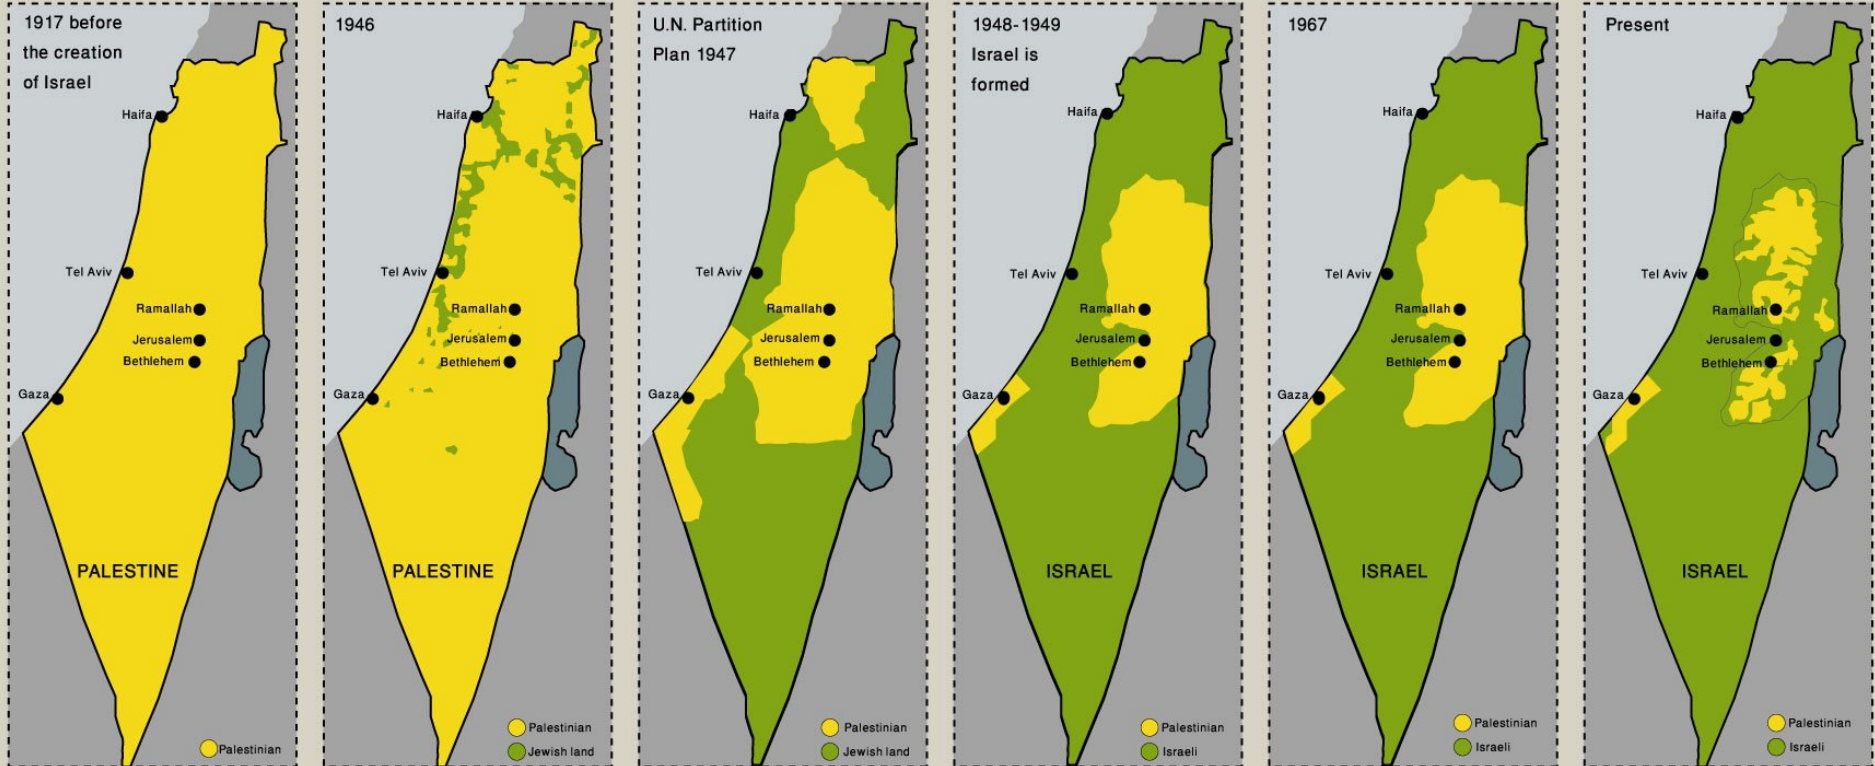 1917 before
the creation
of Israel
Haifa
Tel Aviv
Ramallah
Jerusalem
Bethlehem
Gaza
PALESTINE
Palestinian
1946
Haifa
Tel Aviv
Ramallah
Jerusalem
Bethlehem
Gaza
PALESTINE
Palestinian
Jewish land
U.N. Partition
Plan 1947
Haifa
Tel Aviv
Ramallah
Jerusalem
Bethlehem
Gaza
Palestinian
Jewish land
1948-1949
Israel is
formed
Haifa
Tel Aviv
Ramallah
Jerusalem
Bethlehem
Gaza
ISRAEL
Palestinian
Israeli
1967
Haifa
Tel Aviv
Ramallah
Jerusalem
Bethlehem
Gaza
ISRAEL
Palestinian
Israeli
Present
Haifa
Tel Aviv
Ramallah
Jerusalem
Bethlehem
Gaza
ISRAEL
Palestinian
Israeli